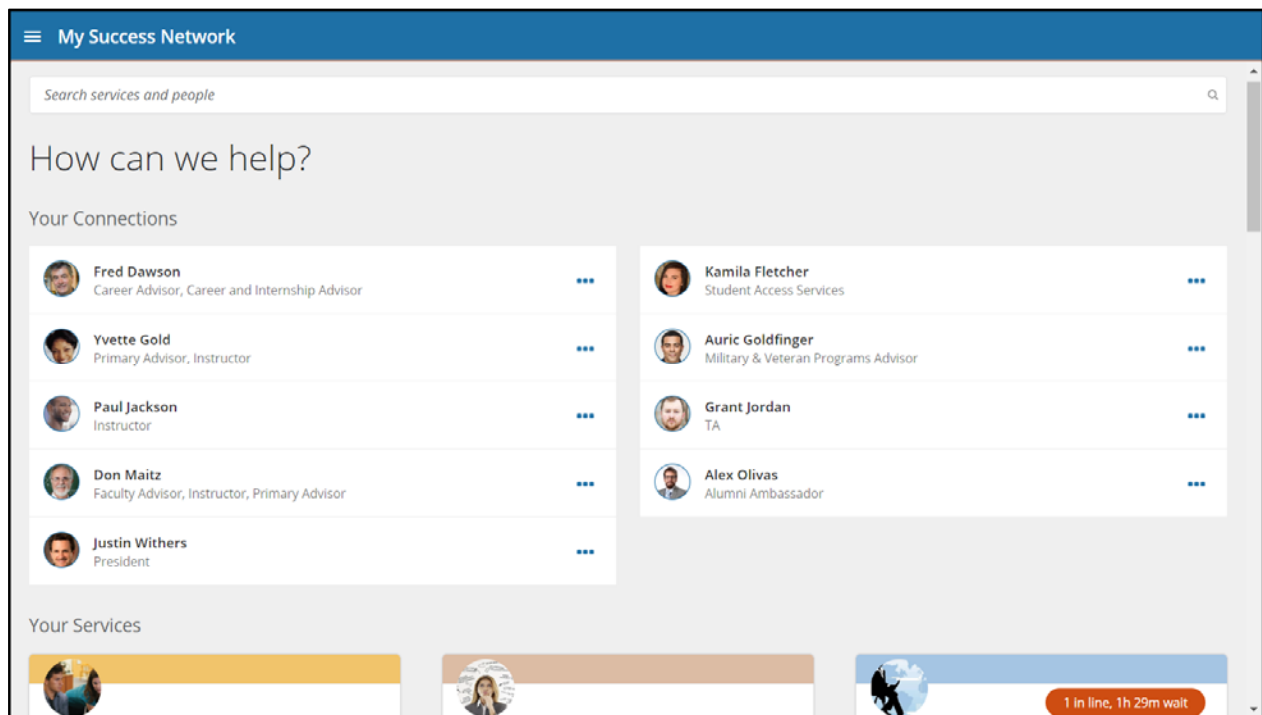 My Success Network
Search services and people
How can we help?
Your Connections
Fred Dawson
Career Advisor, Career and Internship Advisor
Yvette Gold
Primary Advisor, Instructor
Paul Jackson
Instructor
Don Maitz
Faculty Advisor, Instructor, Primary Advisor
Justin Withers
President
Kamila Fletcher
Student Access Services
Auric Goldfinger
Military & Veteran Programs Advisor
Grant Jordan
TA
Alex Olivas
Alumni Ambassador
Your Services
1 in line, 1h 29m wait